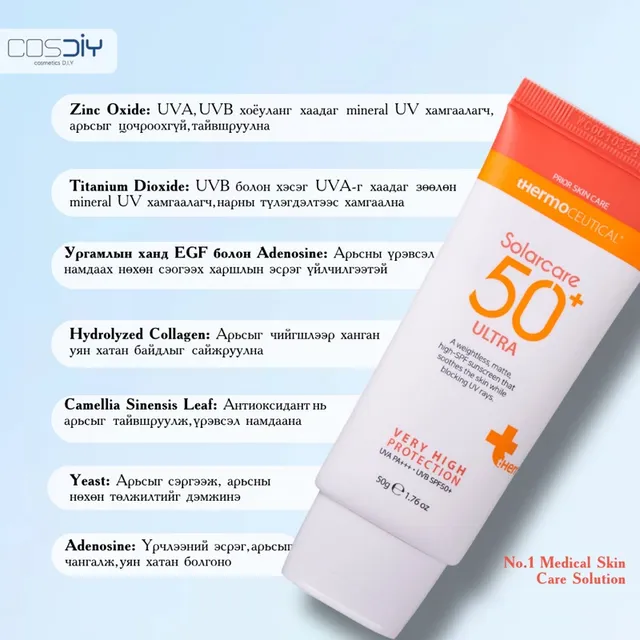 COSDIY
cosmetics D.I.Y
Zinc Oxide: UVA,UVB хоёуланг хаадаг mineral UV хамгаалагч,
арьсыг цочроохгүй,тайвшруулна
Titanium Dioxide: UVB болон хэсэг UVA-г хаадаг зөөлөн
mineral UV хамгаалагч,нарны түлэгдэлтээс хамгаална
Ургамлын ханд EGF болон Adenosine: Арьсны үрэвсэл
намдаах нөхөн сэогээх харшлын эсрэг үйлчилгээтэй
Hydrolyzed Collagen: Арьсыг чийгшлээр ханган
уян хатан байдлыг сайжруулна
Camellia Sinensis Leaf: Антиоксидант нь
арьсыг тайвшруулж,үрэвсэл намдаана
Yeast: Арьсыг сэргээж, арьсны
нөхөн төлжилтийг дэмжинэ
Adenosine: Үрчлээний эсрэг,арьсыг
чангалж,уян хатан болгоно
PRIOR SKIN CARE
tHermoCEUTICAL
Solarcare
50+
ULTRA
A weightless, matte,
high-SPF sunscreen that
soothes the skin while
blocking UV rays.
VERY HIGH
PROTECTION
UVA PA+++ • UVB SPF50+
50g e 1.76 oz
No.1 Medical Skin
Care Solution